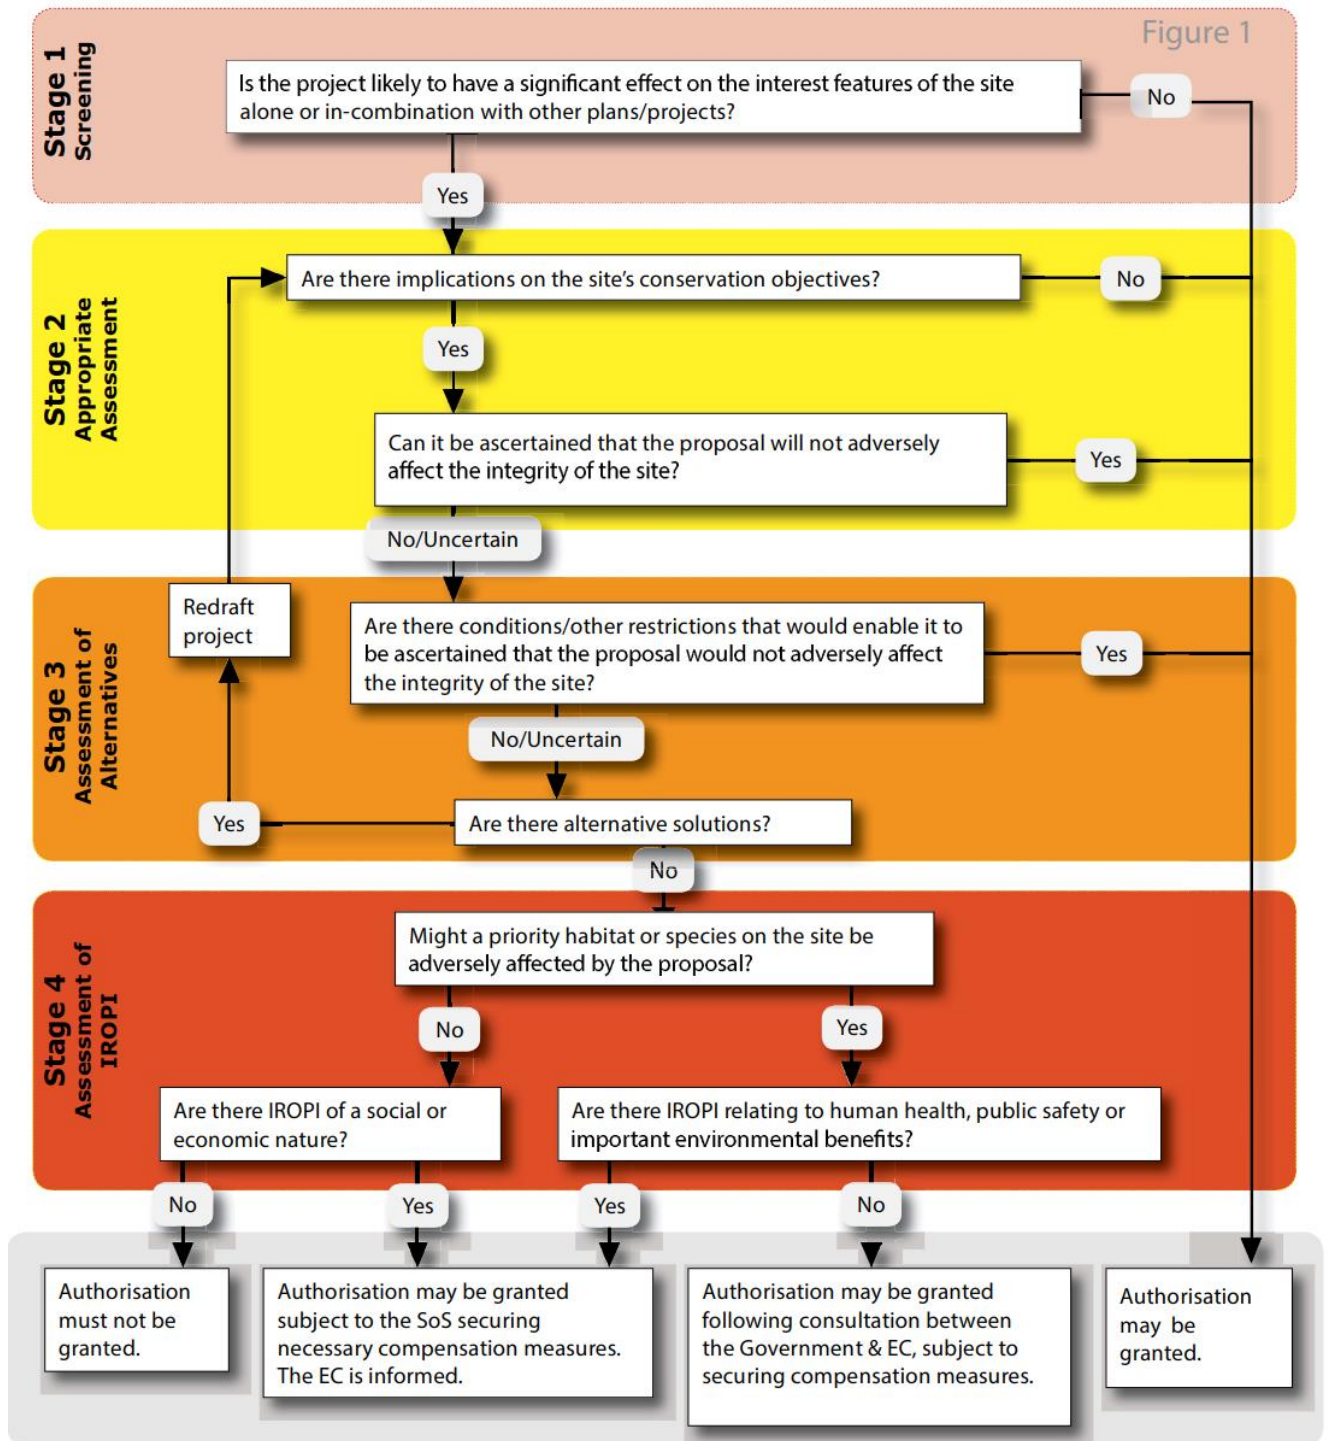 Figure 1
Stage 1
Screening
Is the project likely to have a significant effect on the interest features of the site
alone or in-combination with other plans/projects?
No
Yes
Stage 2
Appropriate
Assessment
Are there implications on the site's conservation objectives?
No
Yes
Can it be ascertained that the proposal will not adversely
affect the integrity of the site?
Yes
No/Uncertain
Stage 3
Assessment of
Alternatives
Redraft
project
Are there conditions/other restrictions that would enable it to
be ascertained that the proposal would not adversely affect
the integrity of the site?
Yes
No/Uncertain
Are there alternative solutions?
Yes
No
Stage 4
Assessment of
IROPI
Might a priority habitat or species on the site be
adversely affected by the proposal?
No
Yes
Are there IROPI of a social or
economic nature?
Are there IROPI relating to human health, public safety or
important environmental benefits?
No
Yes
Yes
No
Authorisation
must not be
granted.
Authorisation may be granted
subject to the SoS securing
necessary compensation measures.
The EC is informed.
Authorisation may be granted
following consultation between
the Government & EC, subject to
securing compensation measures.
Authorisation
may be
granted.